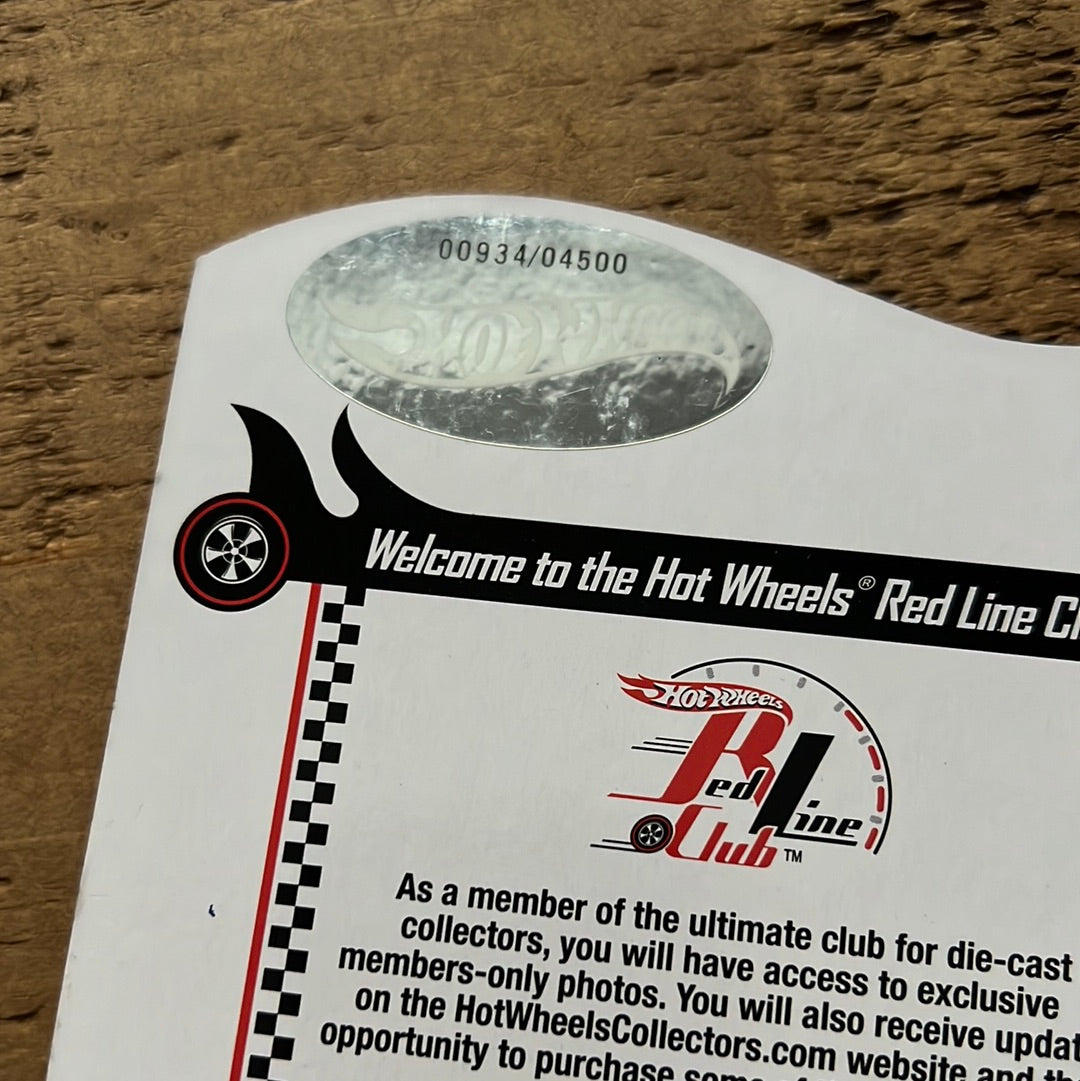 00934/04500
HOT WHEELS
Welcome to the Hot Wheels® Red Line
HOT WHEELS
Red Line
Club™
As a member of the ultimate club for die-cast
collectors, you will have access to exclusive
members-only photos. You will also receive
on the HotWheelsCollectors.com website and
opportunity to purchase